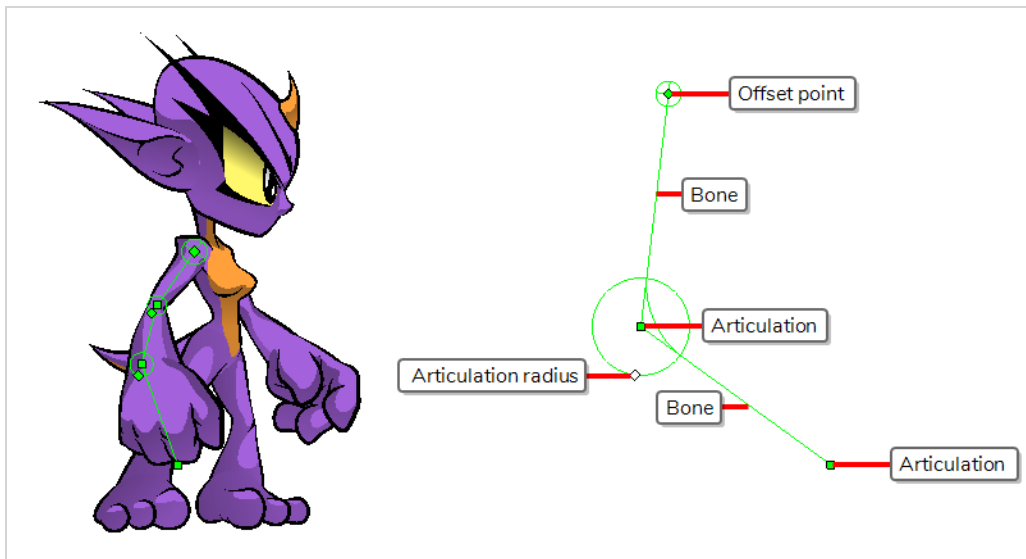 Offset point
Bone
Articulation
Articulation radius
Bone
Articulation